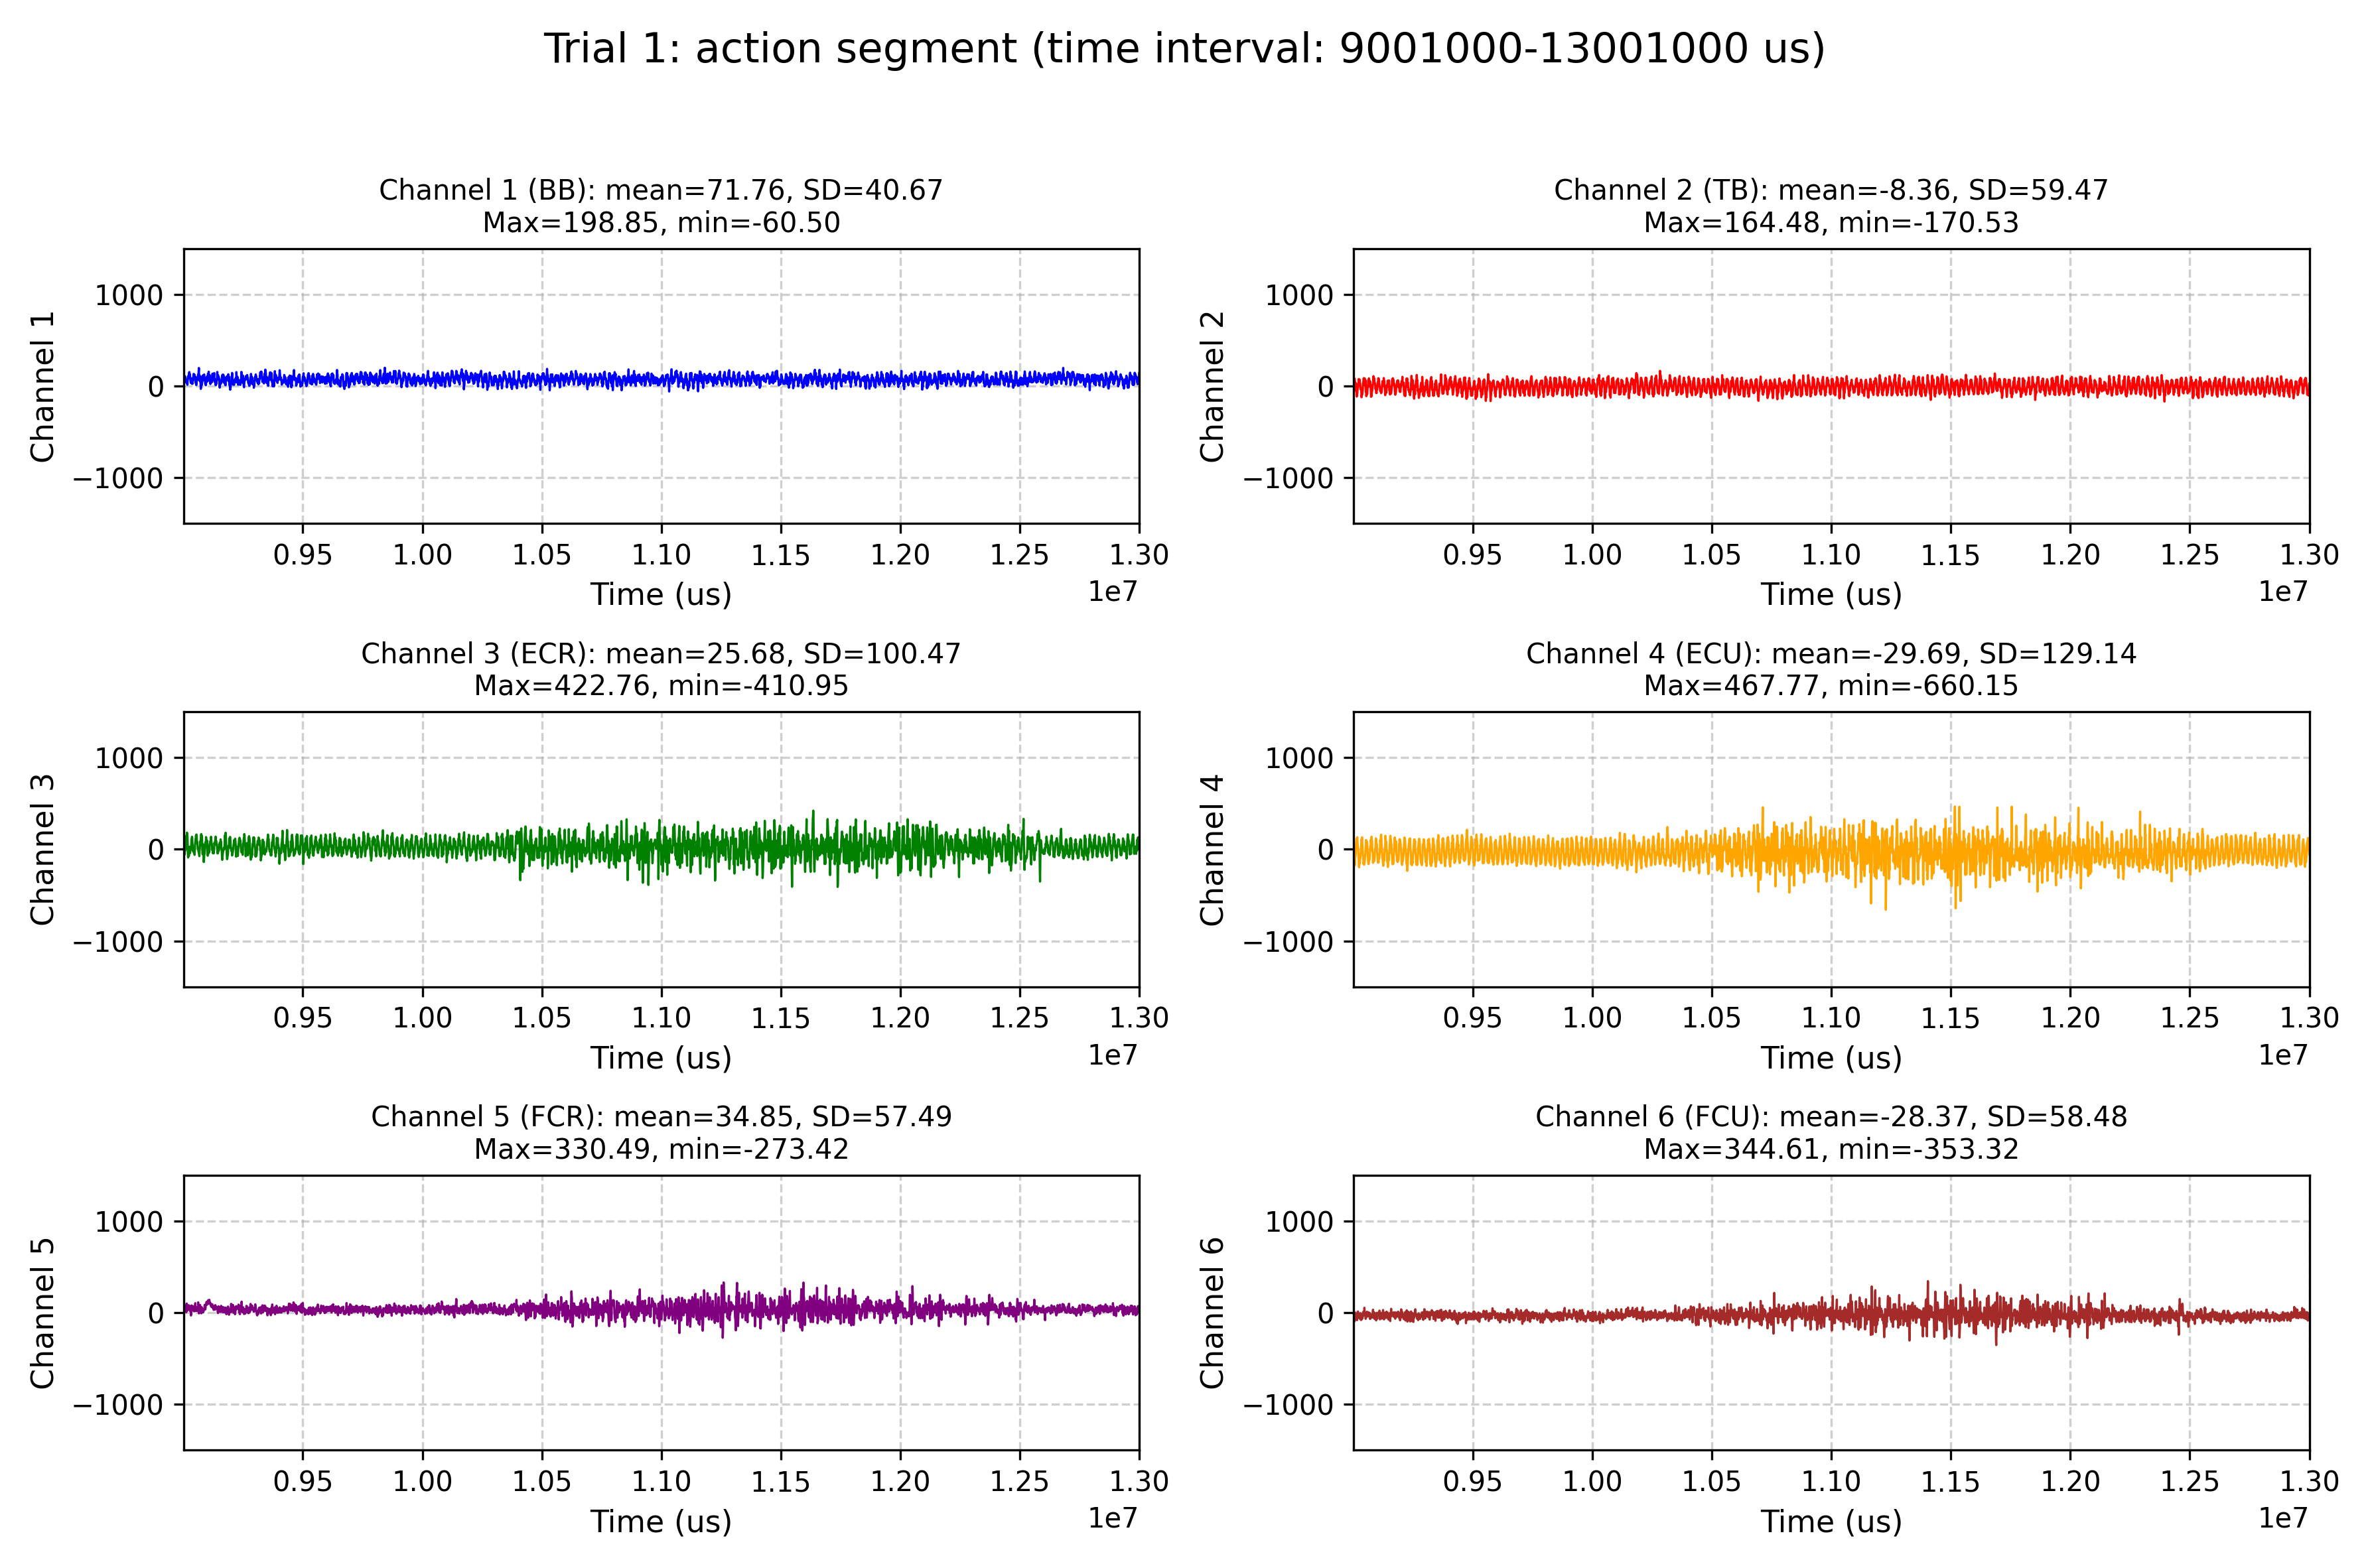 Trial 1: action segment (time interval: 9001000-13001000 us)
Channel 1 (BB): mean=71.76, SD=40.67
Max=198.85, min=-60.50
Channel 1
1000
0
−1000
0.95 1.00 1.05 1.10 1.15 1.20 1.25 1.30
Time (us)
1e7
Channel 2 (TB): mean=-8.36, SD=59.47
Max=164.48, min=-170.53
Channel 2
1000
0
−1000
0.95 1.00 1.05 1.10 1.15 1.20 1.25 1.30
Time (us)
1e7
Channel 3 (ECR): mean=25.68, SD=100.47
Max=422.76, min=-410.95
Channel 3
1000
0
−1000
0.95 1.00 1.05 1.10 1.15 1.20 1.25 1.30
Time (us)
1e7
Channel 4 (ECU): mean=-29.69, SD=129.14
Max=467.77, min=-660.15
Channel 4
1000
0
−1000
0.95 1.00 1.05 1.10 1.15 1.20 1.25 1.30
Time (us)
1e7
Channel 5 (FCR): mean=34.85, SD=57.49
Max=330.49, min=-273.42
Channel 5
1000
0
−1000
0.95 1.00 1.05 1.10 1.15 1.20 1.25 1.30
Time (us)
1e7
Channel 6 (FCU): mean=-28.37, SD=58.48
Max=344.61, min=-353.32
Channel 6
1000
0
−1000
0.95 1.00 1.05 1.10 1.15 1.20 1.25 1.30
Time (us)
1e7